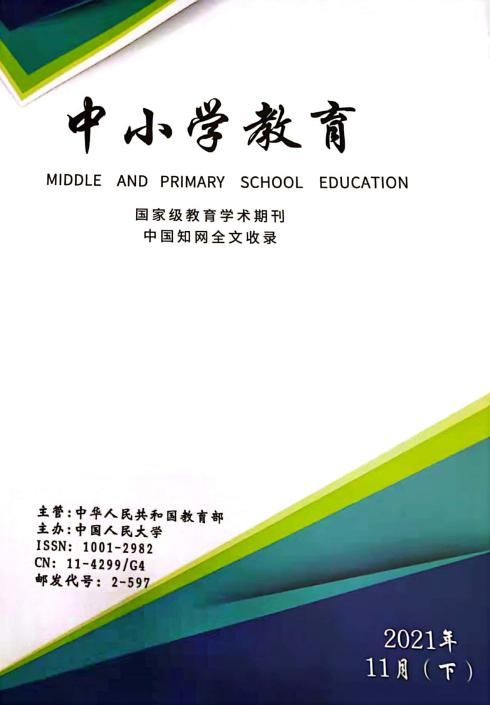 中小学教育
MIDDLE AND PRIMARY SCHOOL EDUCATION
国家级教育学术期刊
中国知网全文收录
主管:中华人民共和国教育部
主办:中国人民大学
ISSN: 1001-2982
CN: 11-4299/G4
邮发代号: 2-597
2021年
11月(下)